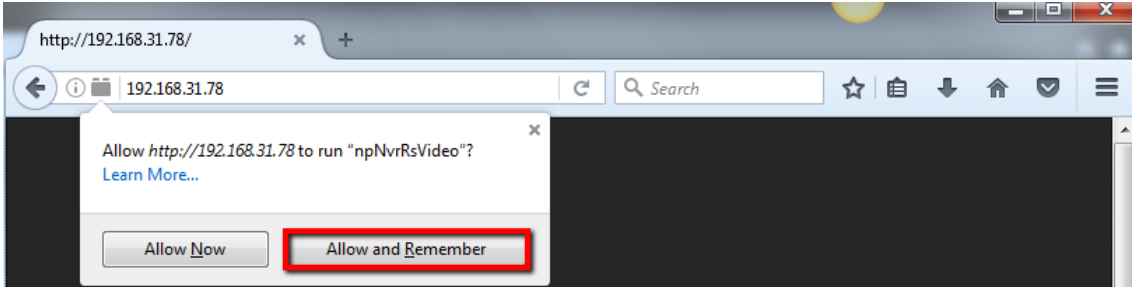 http://192.168.31.78/
192.168.31.78
Search
Allow http://192.168.31.78 to run “npNvrRsVideo”?
Learn More...
Allow Now
Allow and Remember